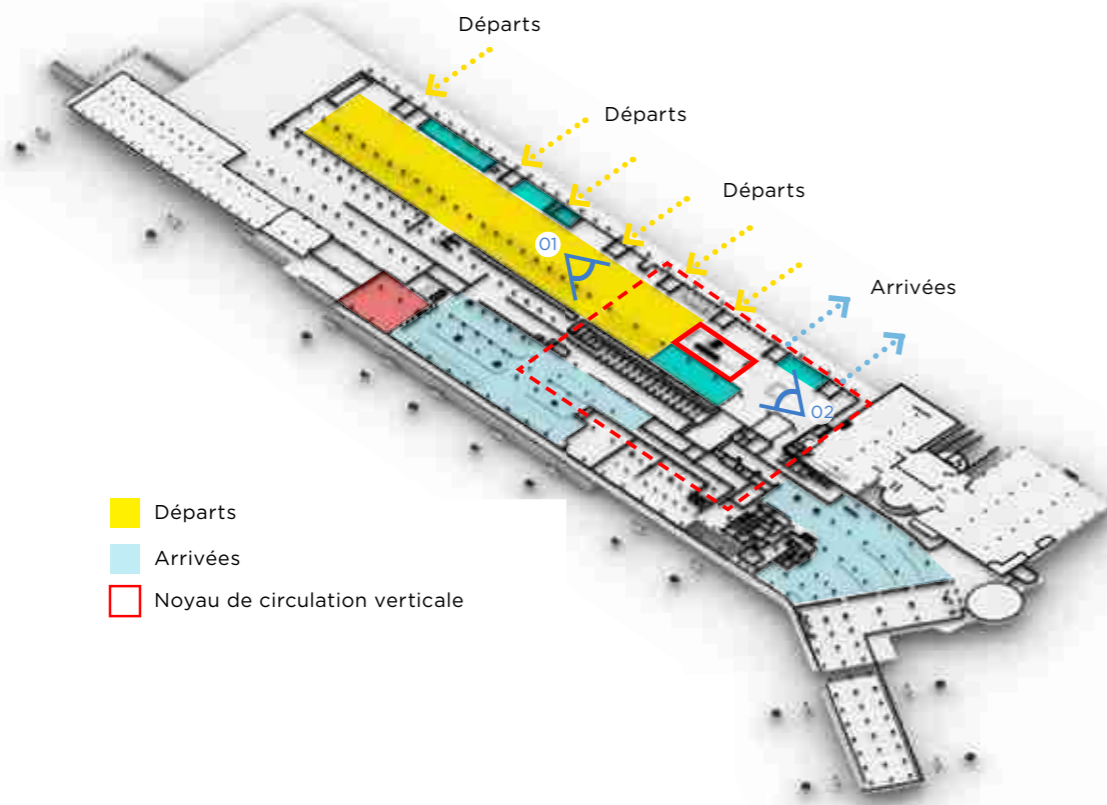 Départs
Départs
Départs
Arrivées
01
02
Départs
Arrivées
Noyau de circulation verticale